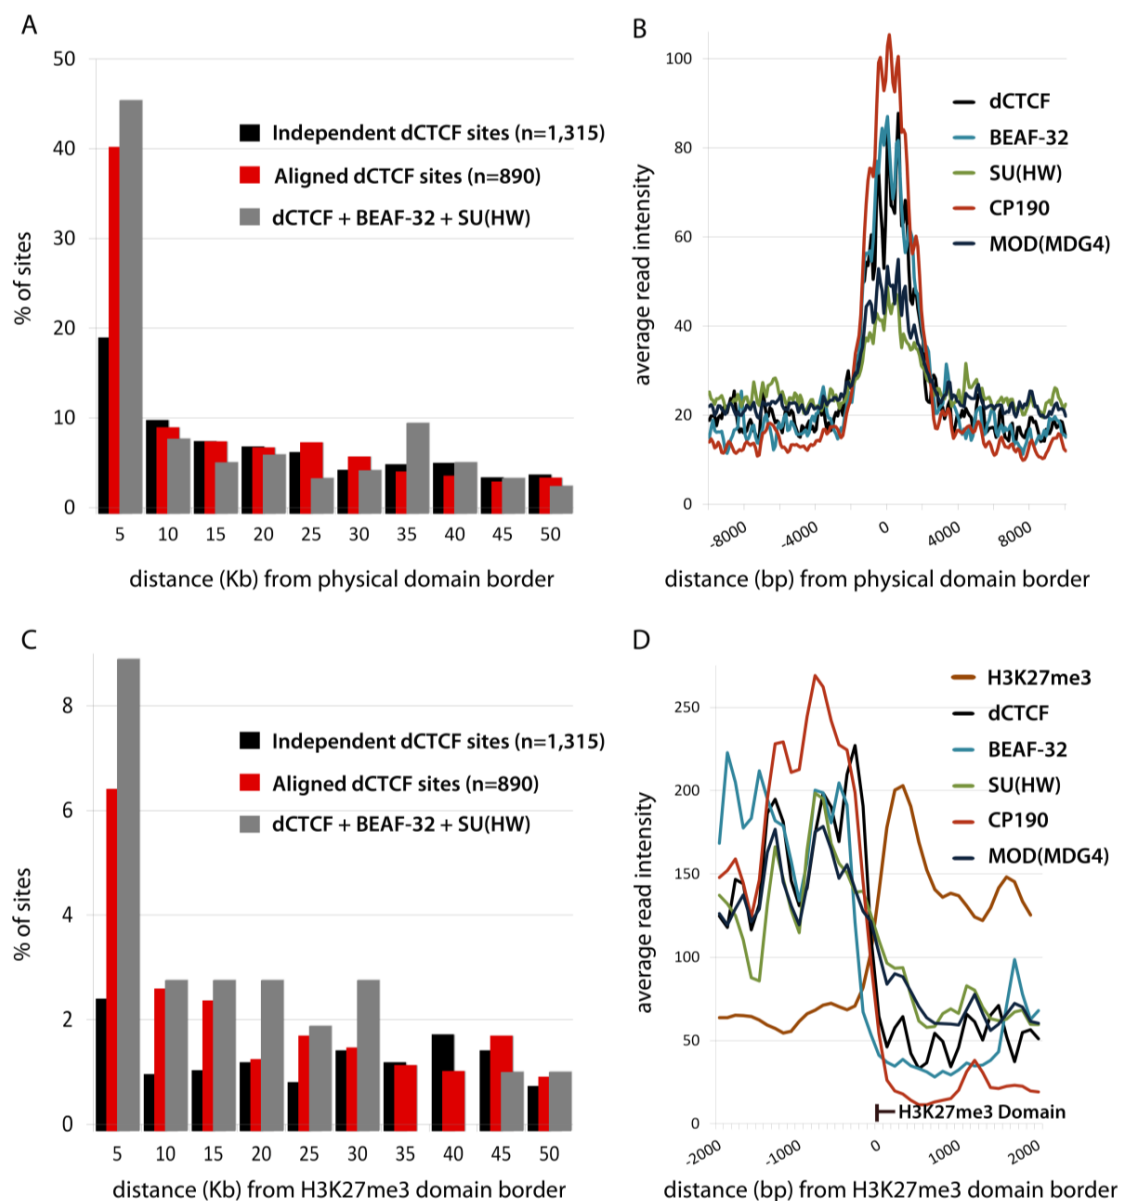 A
50
40
30
20
10
0
% of sites
Independent dCTCF sites (n=1,315)
Aligned dCTCF sites (n=890)
dCTCF + BEAF-32 + SU(HW)
5 10 15 20 25 30 35 40 45 50
distance (Kb) from physical domain border
B
100
80
60
40
20
0
average read intensity
dCTCF
BEAF-32
SU(HW)
CP190
MOD(MDG4)
-8000 -4000 0 4000 8000
distance (bp) from physical domain border
C
8
6
4
2
0
% of sites
Independent dCTCF sites (n=1,315)
Aligned dCTCF sites (n=890)
dCTCF + BEAF-32 + SU(HW)
5 10 15 20 25 30 35 40 45 50
distance (Kb) from H3K27me3 domain border
D
250
200
150
100
50
0
average read intensity
H3K27me3
dCTCF
BEAF-32
SU(HW)
CP190
MOD(MDG4)
H3K27me3 Domain
-2000 -1000 0 1000 2000
distance (bp) from H3K27me3 domain border